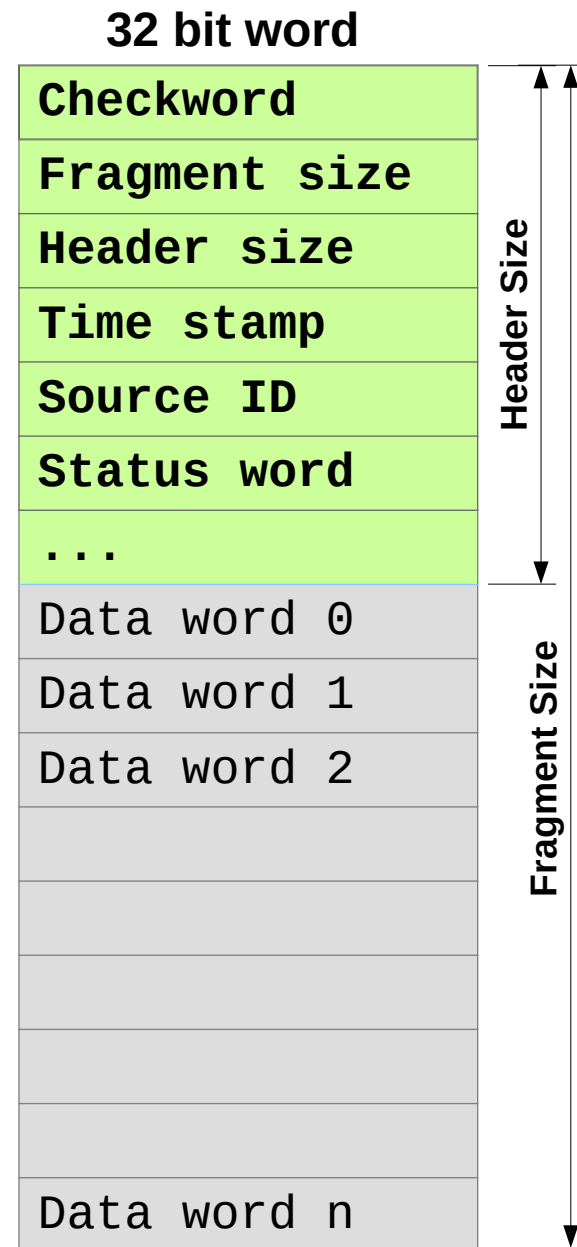 32 bit word
Checkword
Fragment size
Header size
Time stamp
Source ID
Status word
...
Data word 0
Data word 1
Data word 2
Data word n
Header Size
Fragment Size